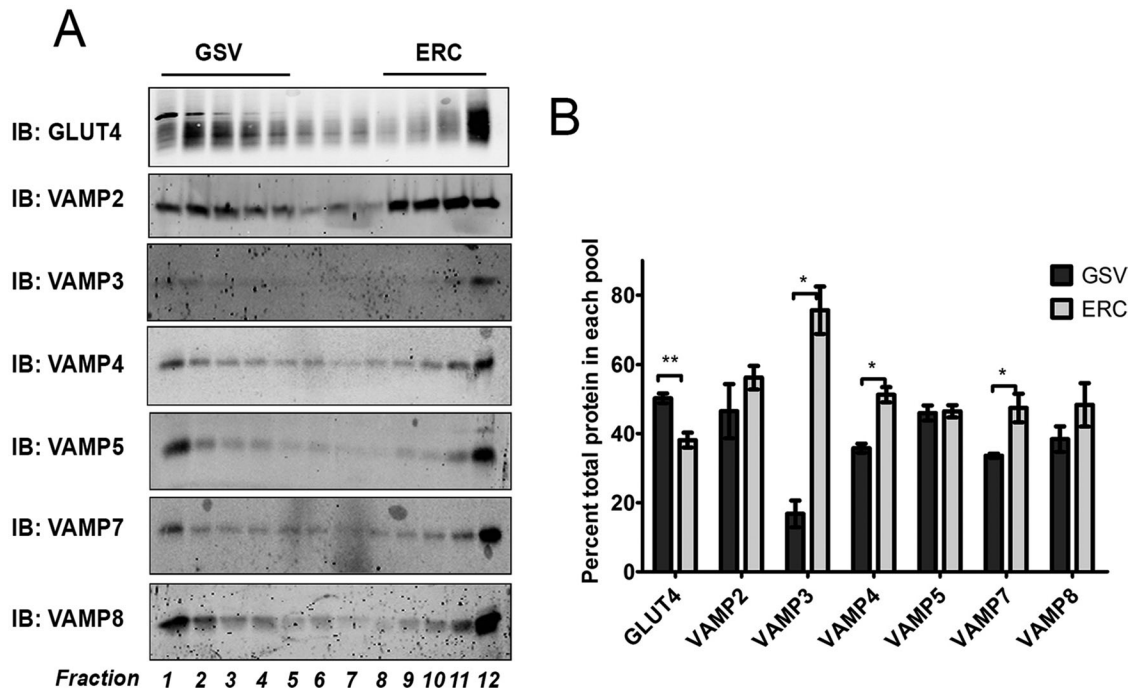 A
GSV ERC
IB: GLUT4
IB: VAMP2
IB: VAMP3
IB: VAMP4
IB: VAMP5
IB: VAMP7
IB: VAMP8
Fraction 1 2 3 4 5 6 7 8 9 10 11 12
B
GSV
ERC
Percent total protein in each pool
80
60
40
20
0
** * * *
GLUT4 VAMP2 VAMP3 VAMP4 VAMP5 VAMP7 VAMP8